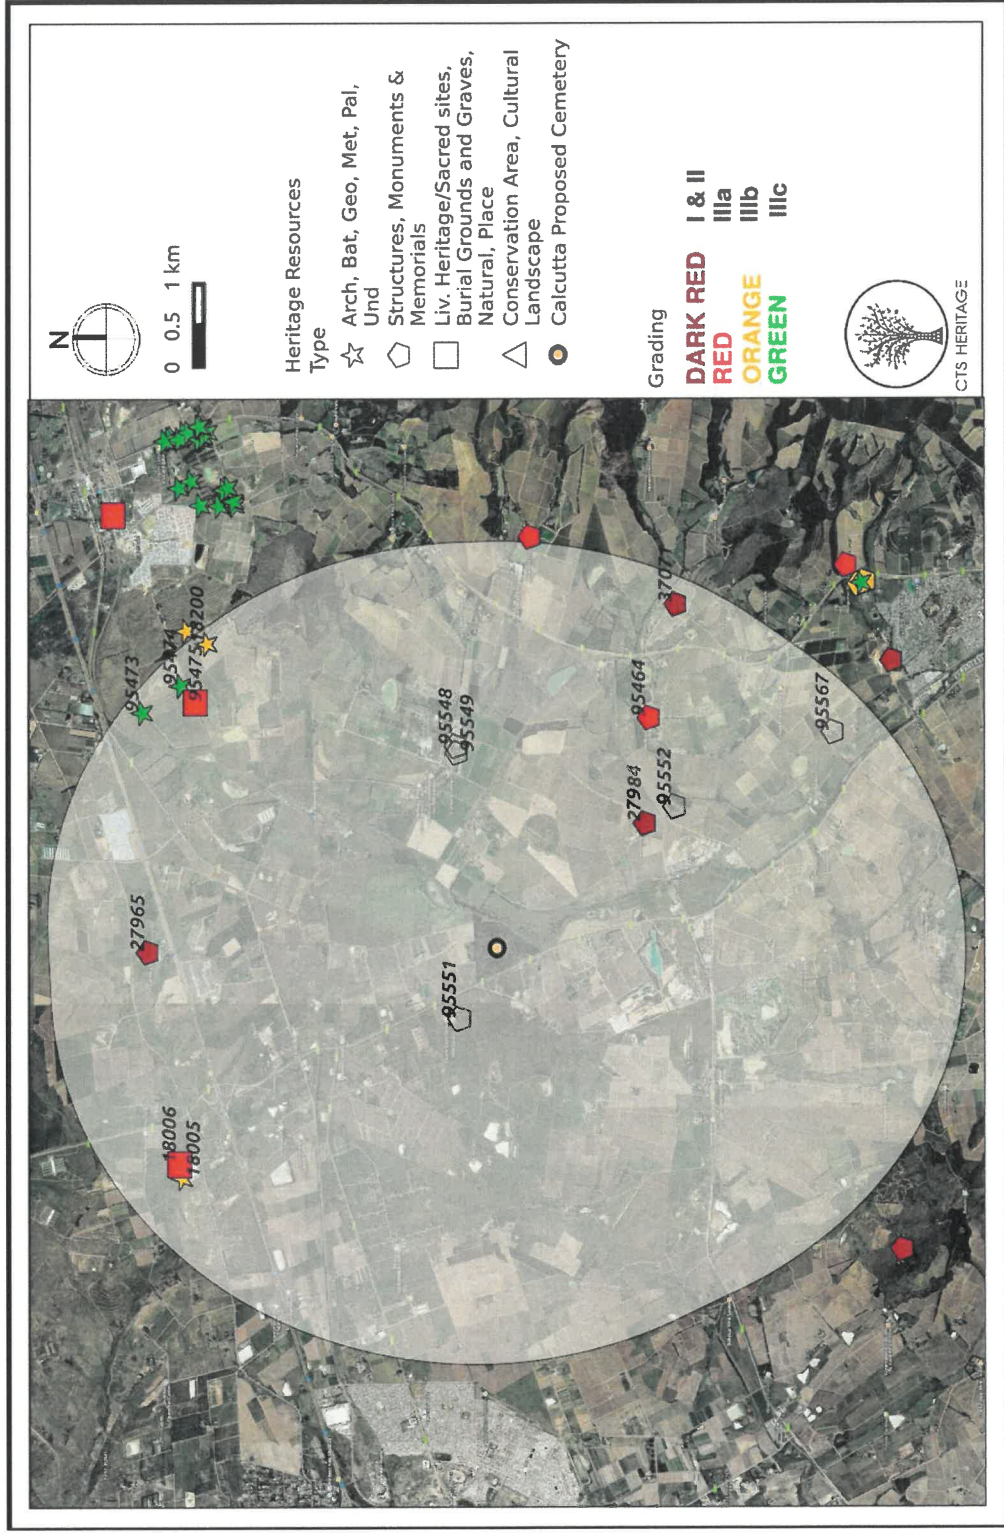 N
0 0.5 1 km
Heritage Resources
Type
Arch, Bat, Geo, Met, Pal,
Und
Structures, Monuments &
Memorials
Liv. Heritage/Sacred sites,
Burial Grounds and Graves,
Natural, Place
Conservation Area, Cultural
Landscape
Calcutta Proposed Cemetery
Grading
DARK RED I & II
RED IIIa
ORANGE IIIb
GREEN IIIc
CTS HERITAGE
18006
18005
27965
95473
95475
95551
95548
95549
27984
95552
95464
95567